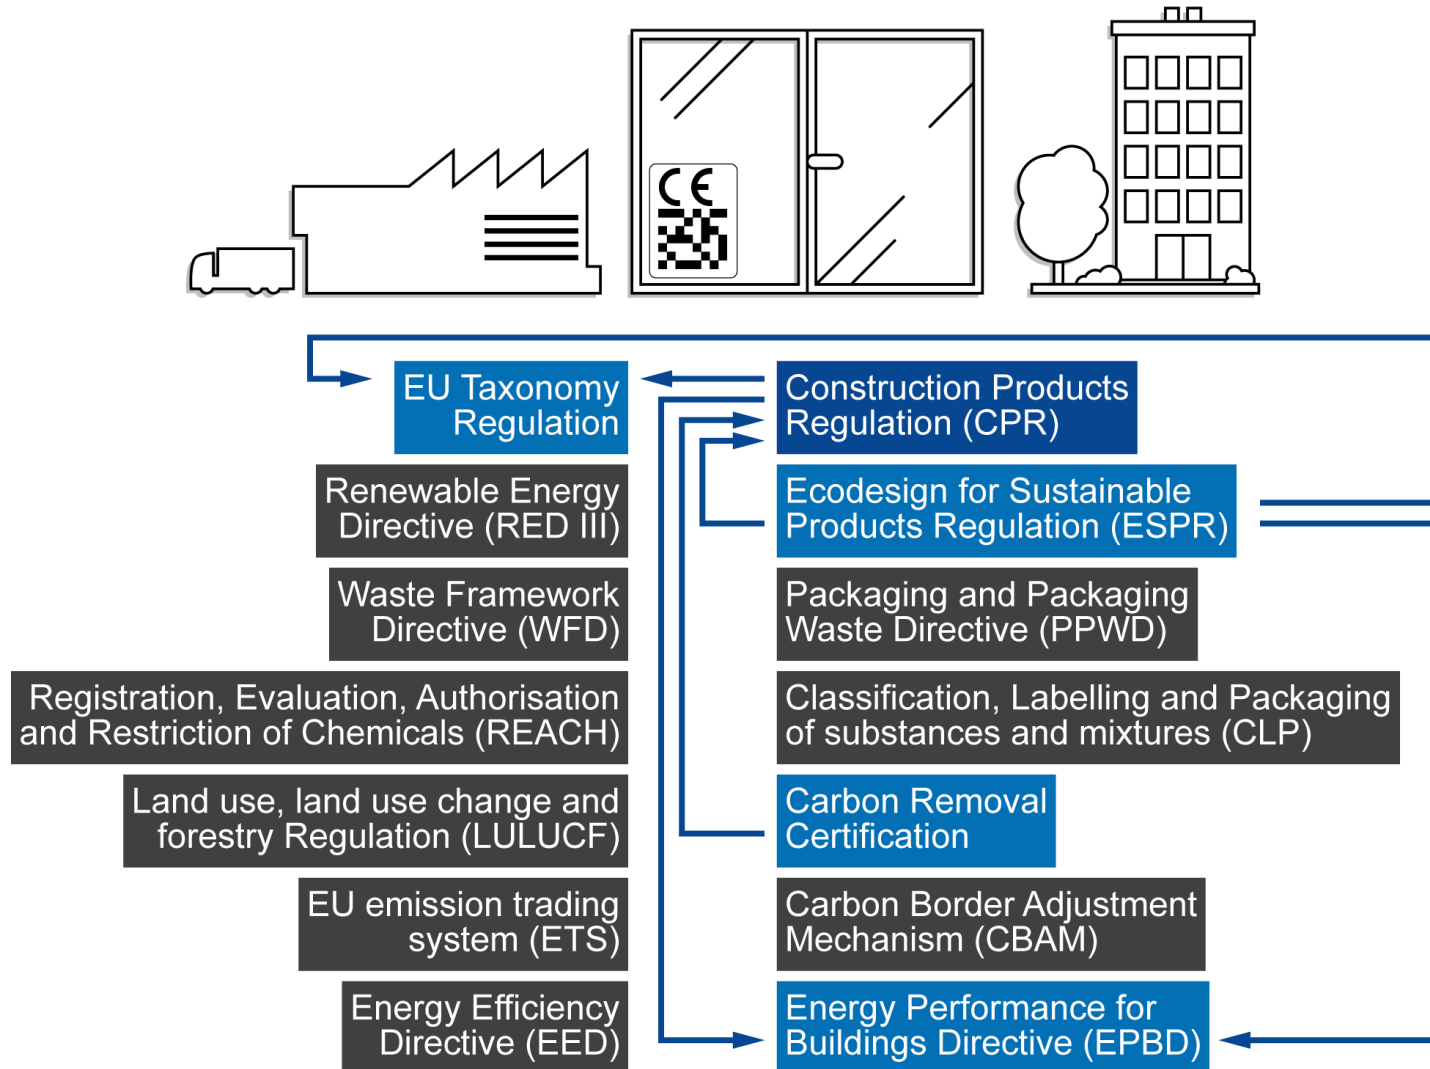 CE
EU Taxonomy
Regulation
Construction Products
Regulation (CPR)
Renewable Energy
Directive (RED III)
Ecodesign for Sustainable
Products Regulation (ESPR)
Waste Framework
Directive (WFD)
Packaging and Packaging
Waste Directive (PPWD)
Registration, Evaluation, Authorisation
and Restriction of Chemicals (REACH)
Classification, Labelling and Packaging
of substances and mixtures (CLP)
Land use, land use change and
forestry Regulation (LULUCF)
Carbon Removal
Certification
EU emission trading
system (ETS)
Carbon Border Adjustment
Mechanism (CBAM)
Energy Efficiency
Directive (EED)
Energy Performance for
Buildings Directive (EPBD)